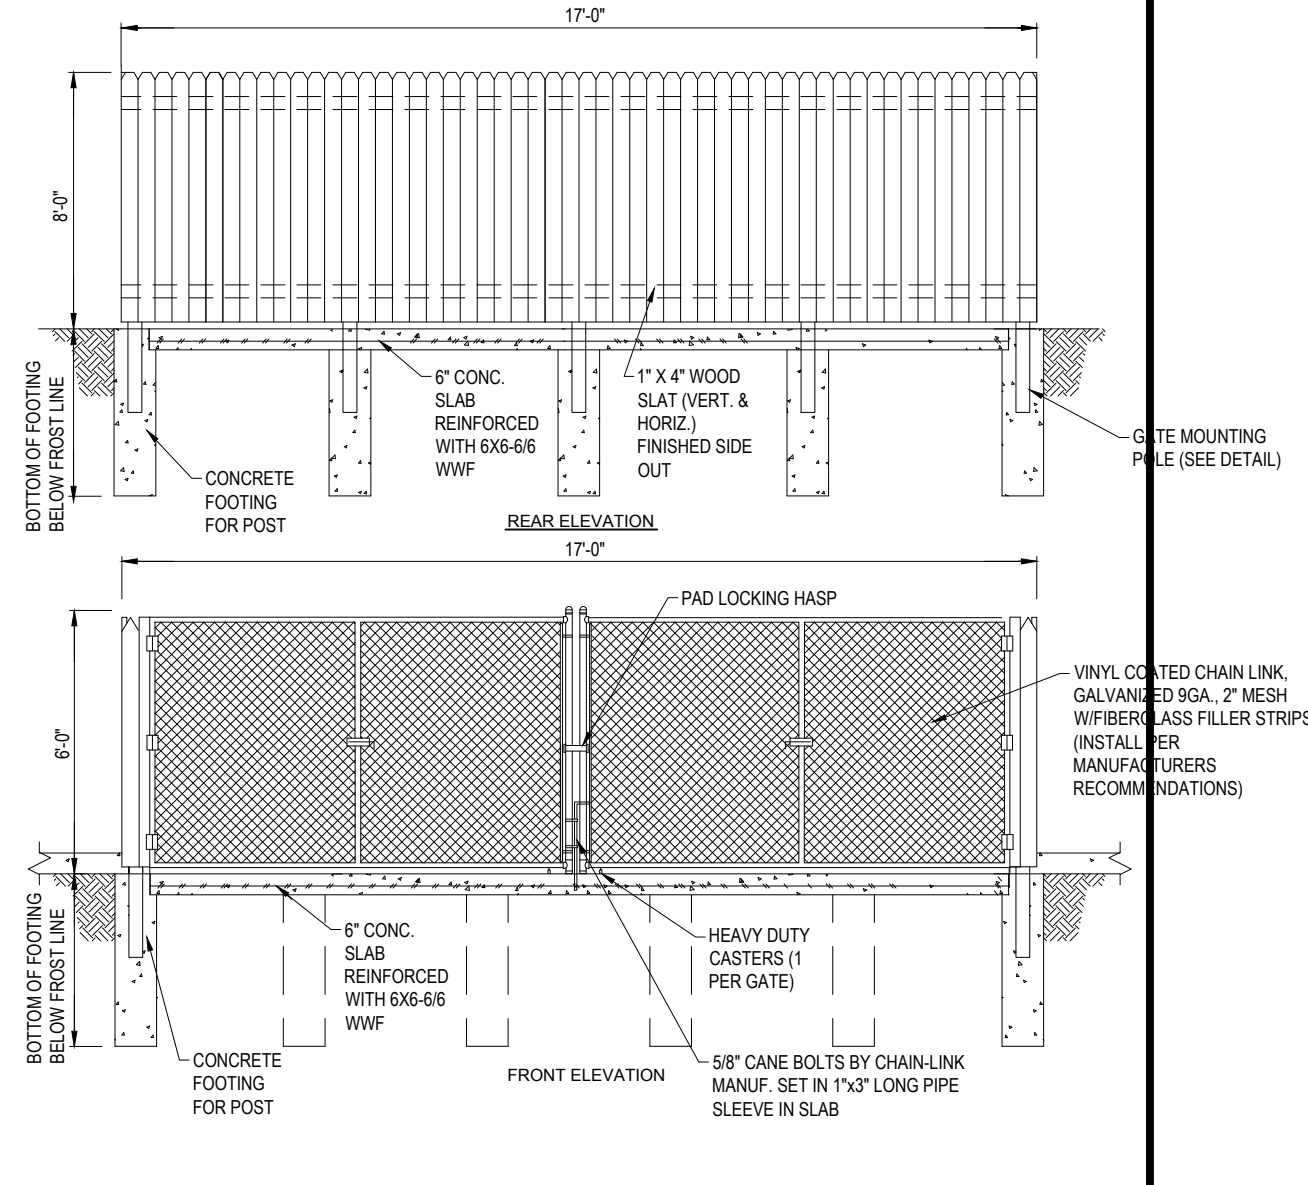 17'-0"
8'-0"
BOTTOM OF FOOTING
BELOW FROST LINE
CONCRETE
FOOTING
FOR POST
6" CONC.
SLAB
REINFORCED
WITH 6X6-6/6
WWF
1" X 4" WOOD
SLAT (VERT. &
HORIZ.)
FINISHED SIDE
OUT
GATE MOUNTING
POLE (SEE DETAIL)
REAR ELEVATION
17'-0"
PAD LOCKING HASP
6'-0"
VINYL COATED CHAIN LINK,
GALVANIZED 9GA., 2" MESH
W/FIBERGLASS FILLER STRIPS
(INSTALL PER
MANUFACTURERS
RECOMMENDATIONS)
BOTTOM OF FOOTING
BELOW FROST LINE
6" CONC.
SLAB
REINFORCED
WITH 6X6-6/6
WWF
HEAVY DUTY
CASTERS (1
PER GATE)
CONCRETE
FOOTING
FOR POST
5/8" CANE BOLTS BY CHAIN-LINK
MANUF. SET IN 1"x3" LONG PIPE
SLEEVE IN SLAB
FRONT ELEVATION